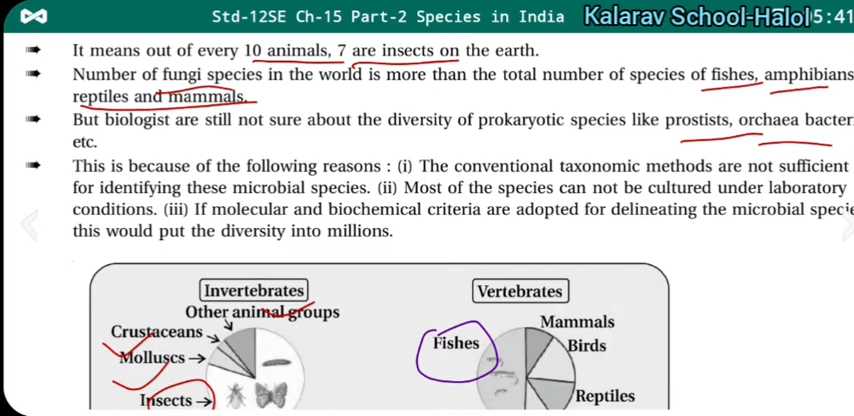 Std-12SE Ch-15 Part-2 Species in India Kalarav School-Halol 5:41
It means out of every 10 animals, 7 are insects on the earth.
Number of fungi species in the world is more than the total number of species of fishes, amphibians
reptiles and mammals.
But biologist are still not sure about the diversity of prokaryotic species like prostists, orchaea bacter
etc.
This is because of the following reasons : (i) The conventional taxonomic methods are not sufficient
for identifying these microbial species. (ii) Most of the species can not be cultured under laboratory
conditions. (iii) If molecular and biochemical criteria are adopted for delineating the microbial specie
this would put the diversity into millions.
Invertebrates
Vertebrates
Other animal groups
Mammals
Crustaceans
Fishes
Birds
Molluscs
Insects
Reptiles